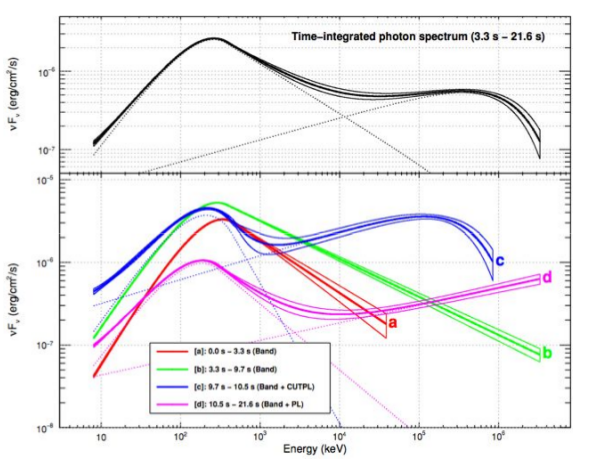 Time-integrated photon spectrum (3.3 s - 21.6 s)
νFν (erg/cm²/s)
10⁻⁶
10⁻⁷
10⁻⁵
νFν (erg/cm²/s)
10⁻⁶
10⁻⁷
10⁻⁸
c
d
a
b
[a]: 0.0 s - 3.3 s (Band)
[b]: 3.3 s - 9.7 s (Band)
[c]: 9.7 s - 10.5 s (Band + CUTPL)
[d]: 10.5 s - 21.6 s (Band + PL)
10 10² 10³ 10⁴ 10⁵ 10⁶
Energy (keV)